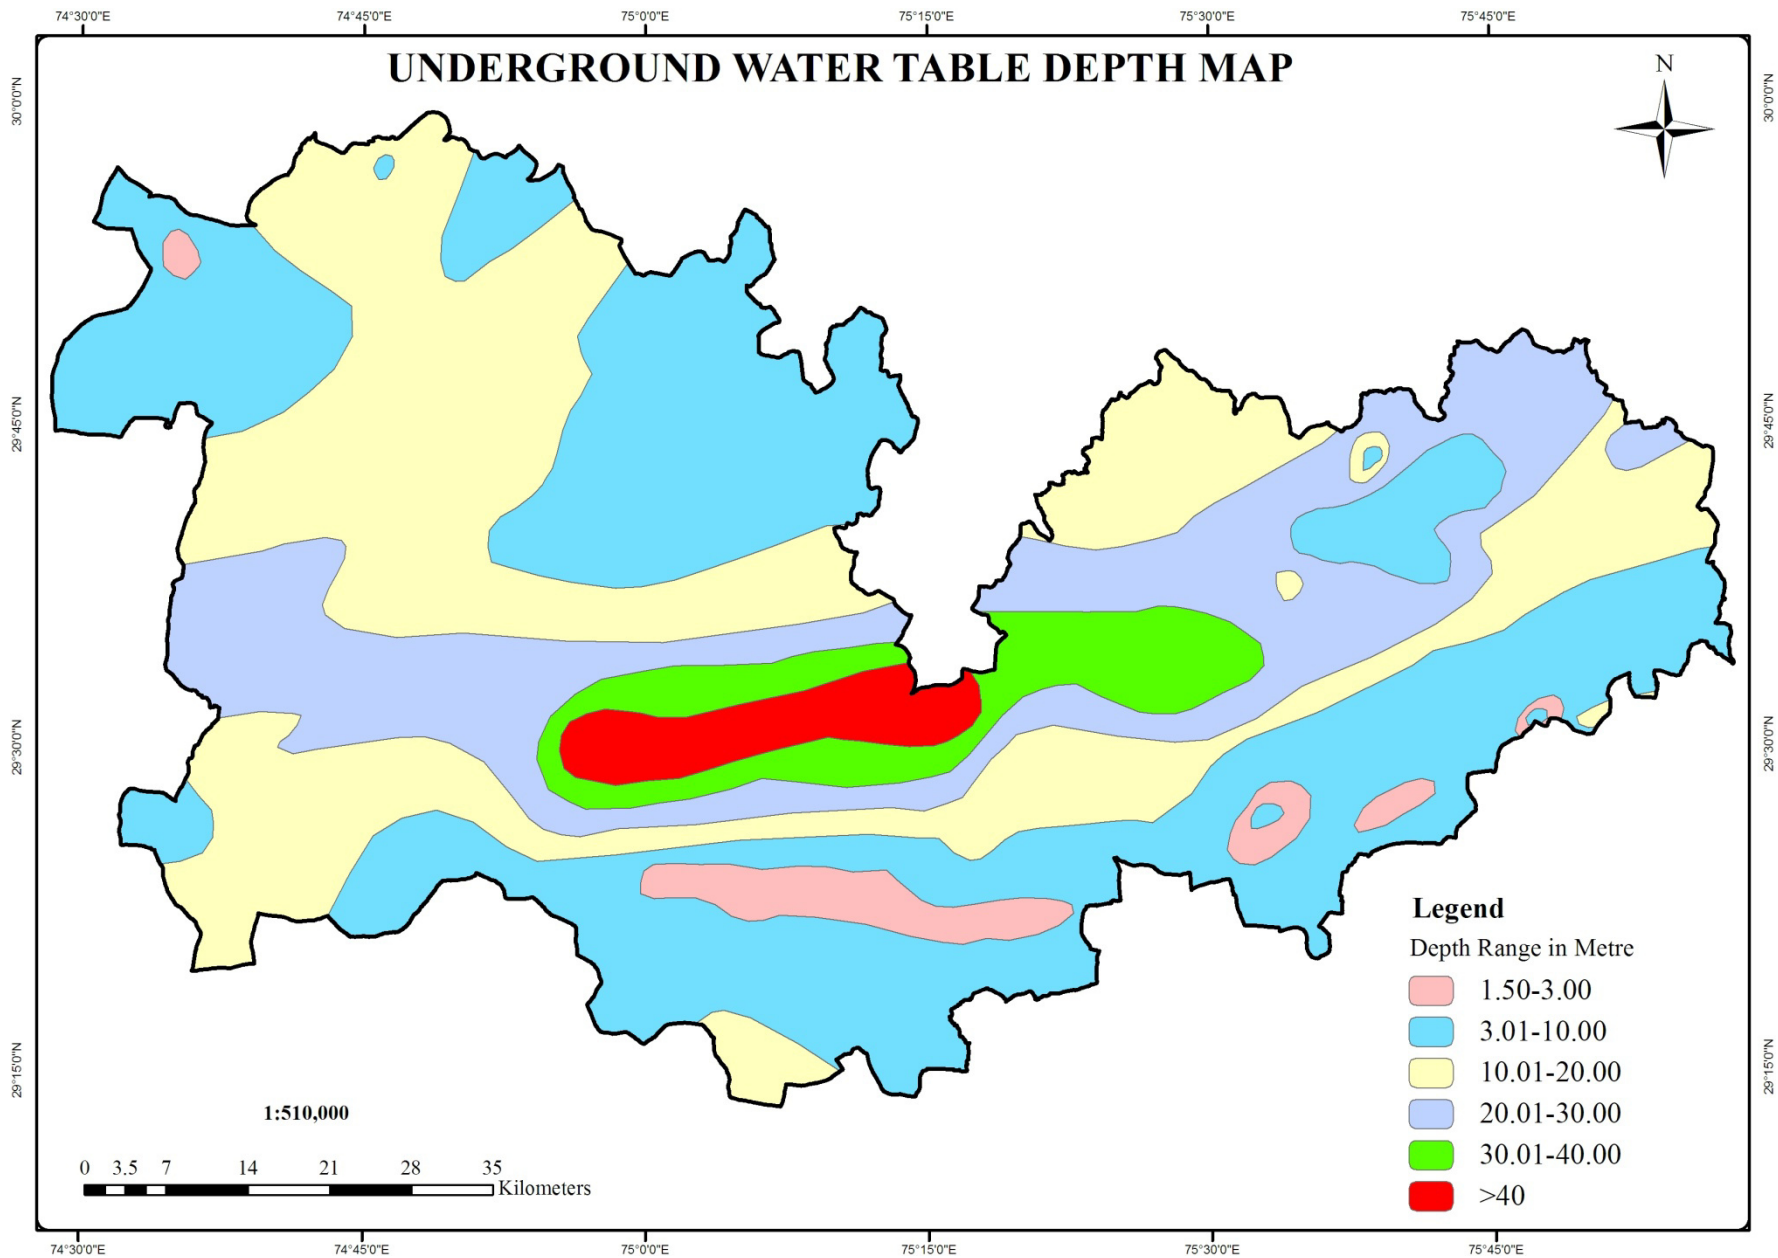 74°30'0"E 74°45'0"E 75°0'0"E 75°15'0"E 75°30'0"E 75°45'0"E
UNDERGROUND WATER TABLE DEPTH MAP
N
30°0'0"N 30°0'0"N
29°45'0"N 29°45'0"N
29°30'0"N 29°30'0"N
29°15'0"N 29°15'0"N
Legend
Depth Range in Metre
1.50-3.00
3.01-10.00
10.01-20.00
20.01-30.00
30.01-40.00
>40
1:510,000
0 3.5 7 14 21 28 35
Kilometers
74°30'0"E 74°45'0"E 75°0'0"E 75°15'0"E 75°30'0"E 75°45'0"E